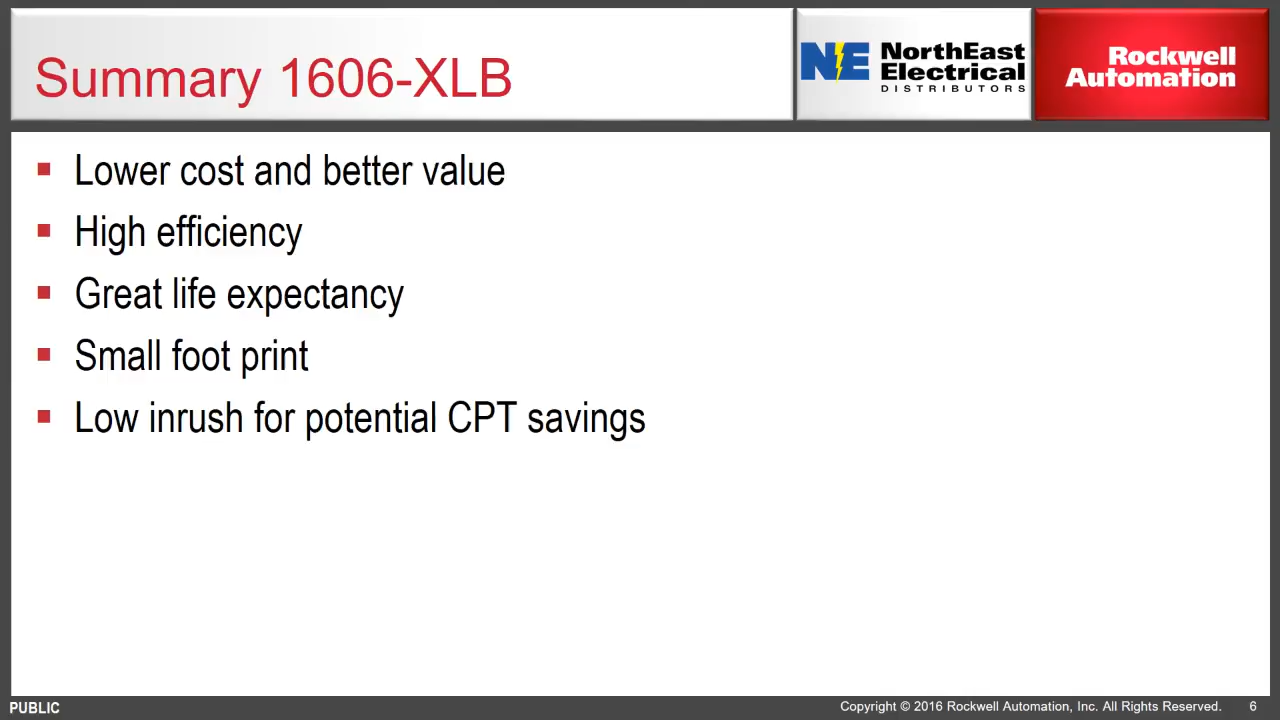 Summary 1606-XLB
NE NorthEast
Electrical
DISTRIBUTORS
Rockwell
Automation
Lower cost and better value
High efficiency
Great life expectancy
Small foot print
Low inrush for potential CPT savings
PUBLIC
Copyright © 2016 Rockwell Automation, Inc. All Rights Reserved. 6